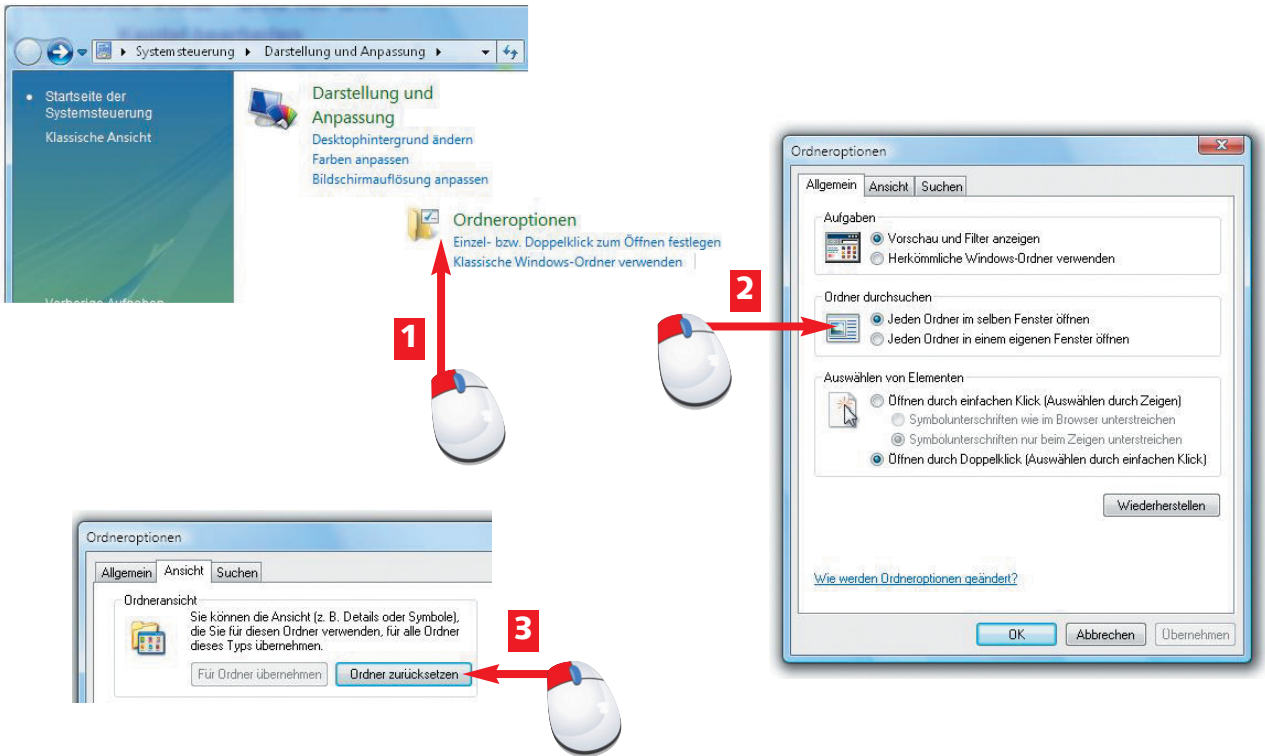 Systemsteuerung
Darstellung und Anpassung
Startseite der
Systemsteuerung
Klassische Ansicht
Darstellung und
Anpassung
Desktophintergrund ändern
Farben anpassen
Bildschirmauflösung anpassen
Ordneroptionen
Einzel- bzw. Doppelklick zum Öffnen festlegen
Klassische Windows-Ordner verwenden
1
2
Ordneroptionen
Allgemein Ansicht Suchen
Aufgaben
Vorschau und Filter anzeigen
Herkömmliche Windows-Ordner verwenden
Ordner durchsuchen
Jeden Ordner im selben Fenster öffnen
Jeden Ordner in einem eigenen Fenster öffnen
Auswählen von Elementen
Öffnen durch einfachen Klick (Auswählen durch Zeigen)
Symbolunterschriften wie im Browser unterstreichen
Symbolunterschriften nur beim Zeigen unterstreichen
Öffnen durch Doppelklick (Auswählen durch einfachen Klick)
Wiederherstellen
Wie werden Ordneroptionen geändert?
OK Abbrechen Übernehmen
Ordneroptionen
Allgemein Ansicht Suchen
Ordneransicht
Sie können die Ansicht (z. B. Details oder Symbole),
die Sie für diesen Ordner verwenden, für alle Ordner
dieses Typs übernehmen.
Für Ordner übernehmen Ordner zurücksetzen
3